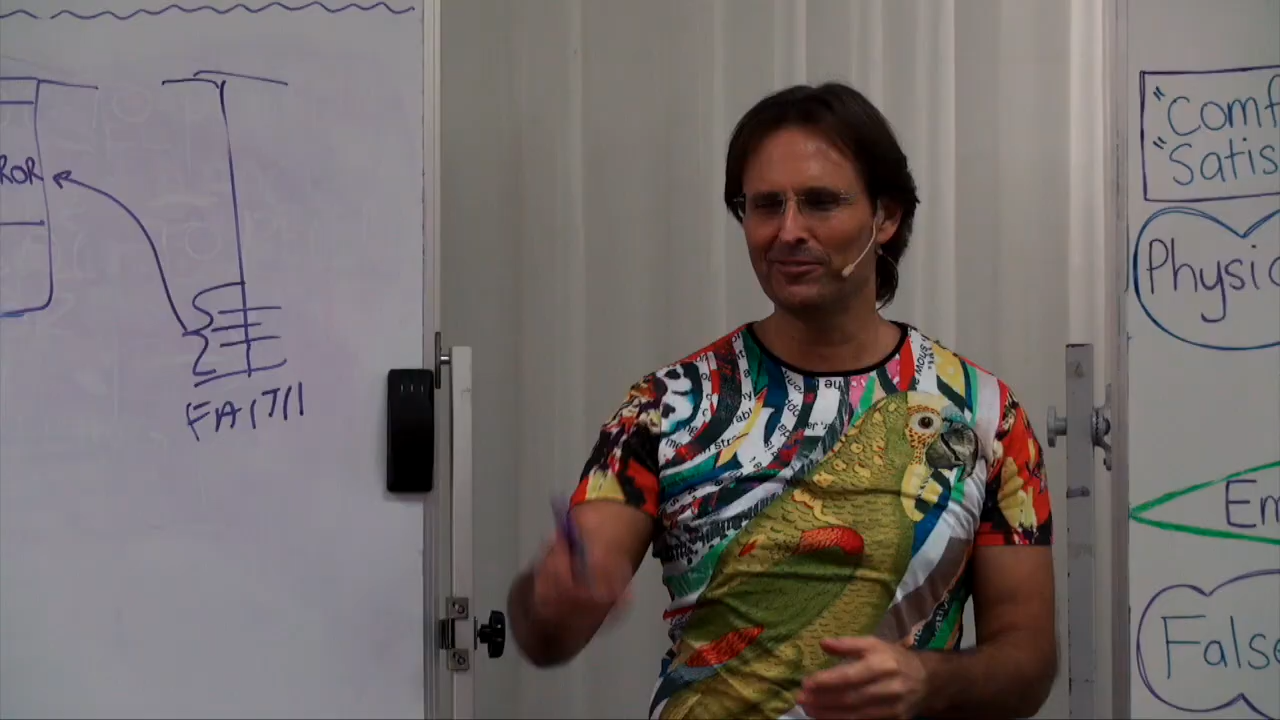 ROR
FAITH
"Comf
"Satis
Physic
Em
False